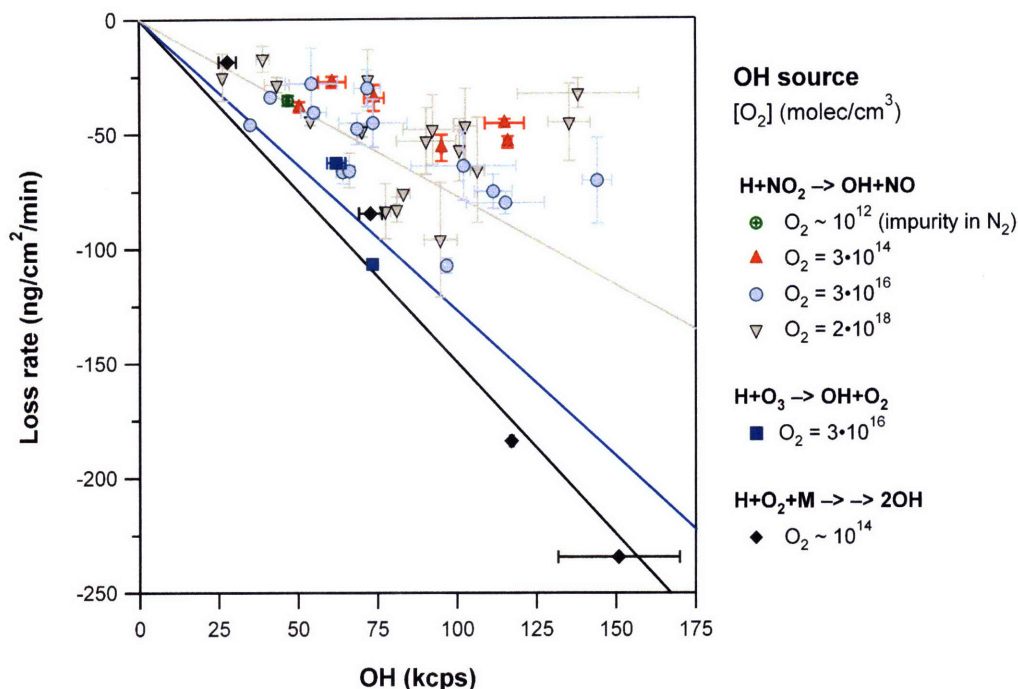 0
-50
-100
-150
-200
-250
Loss rate (ng/cm²/min)
0 25 50 75 100 125 150 175
OH (kcps)
OH source
[O₂] (molec/cm³)
H+NO₂ –> OH+NO
O₂ ~ 10¹² (impurity in N₂)
O₂ = 3•10¹⁴
O₂ = 3•10¹⁶
O₂ = 2•10¹⁸
H+O₃ –> OH+O₂
O₂ = 3•10¹⁶
H+O₂+M –> –> 2OH
O₂ ~ 10¹⁴